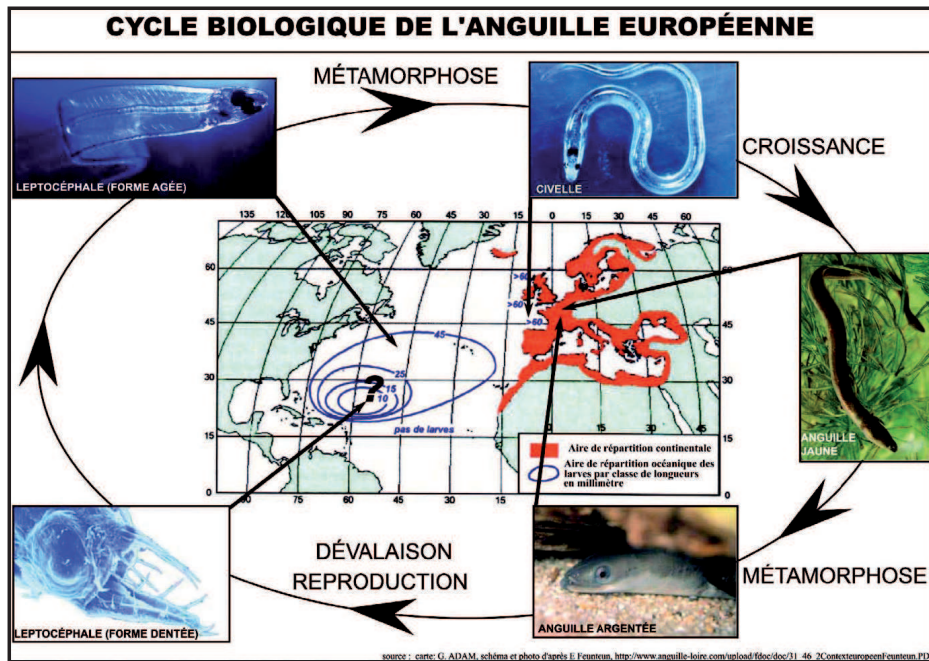 CYCLE BIOLOGIQUE DE L'ANGUILLE EUROPÉENNE
MÉTAMORPHOSE
LEPTOCÉPHALE (FORME AGÉE)
CIVELLE
CROISSANCE
135 120 105 90 75 60 45 30 15 0 15 30 45 60
60
45
30
15
0
60
45
30
15
0
>60
>60
>60
45
25
15
10
?
pas de larves
Aire de répartition continentale
Aire de répartition océanique des
larves par classe de longueurs
en millimètre
90 75 60 45 30 15 0 15 30 45
ANGUILLE
JAUNE
MÉTAMORPHOSE
DÉVALAISON
REPRODUCTION
LEPTOCÉPHALE (FORME DENTÉE)
ANGUILLE ARGENTÉE
source : carte: G. ADAM, schéma et photo d'après E Feunteun, http://www.anguille-loire.com/upload/fdoc/doc/31_46_2ContexteuropeenFeunteun.PD